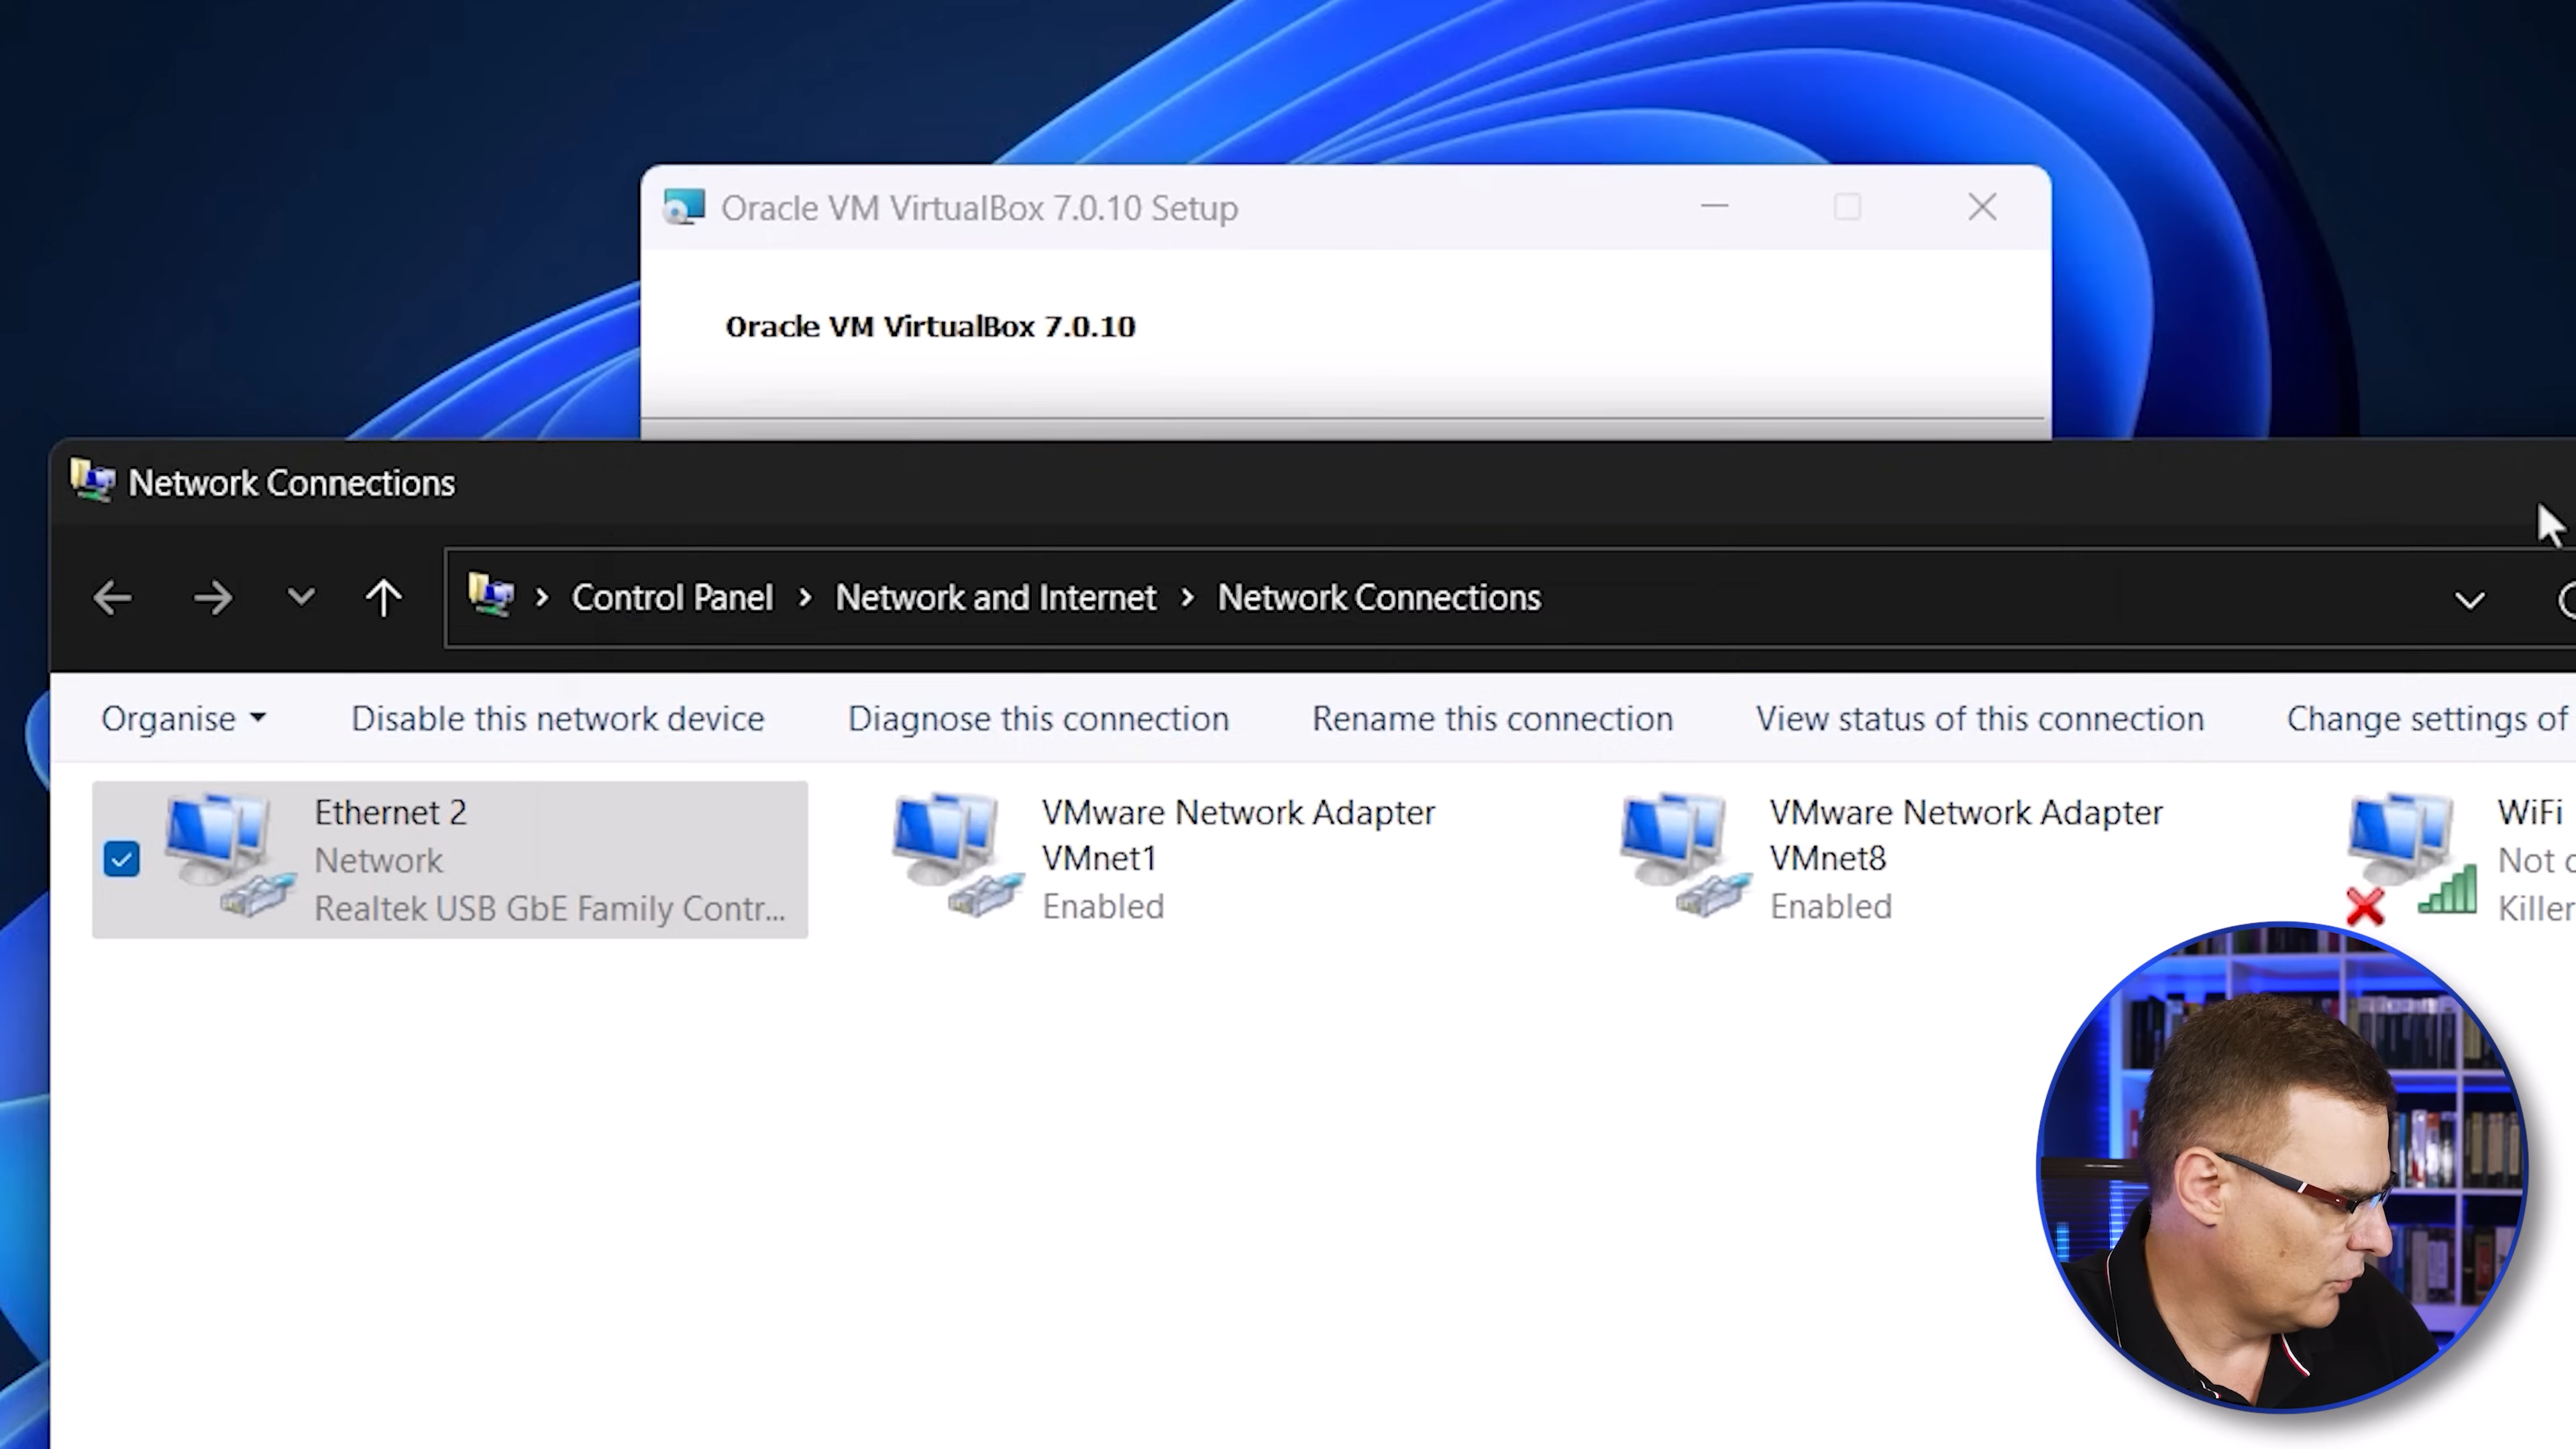 Oracle VM VirtualBox 7.0.10 Setup
Oracle VM VirtualBox 7.0.10
Network Connections
Control Panel > Network and Internet > Network Connections
Organise Disable this network device Diagnose this connection Rename this connection View status of this connection Change settings of
Ethernet 2
Network
Realtek USB GbE Family Contr...
VMware Network Adapter
VMnet1
Enabled
VMware Network Adapter
VMnet8
Enabled
WiFi
Not
Killer